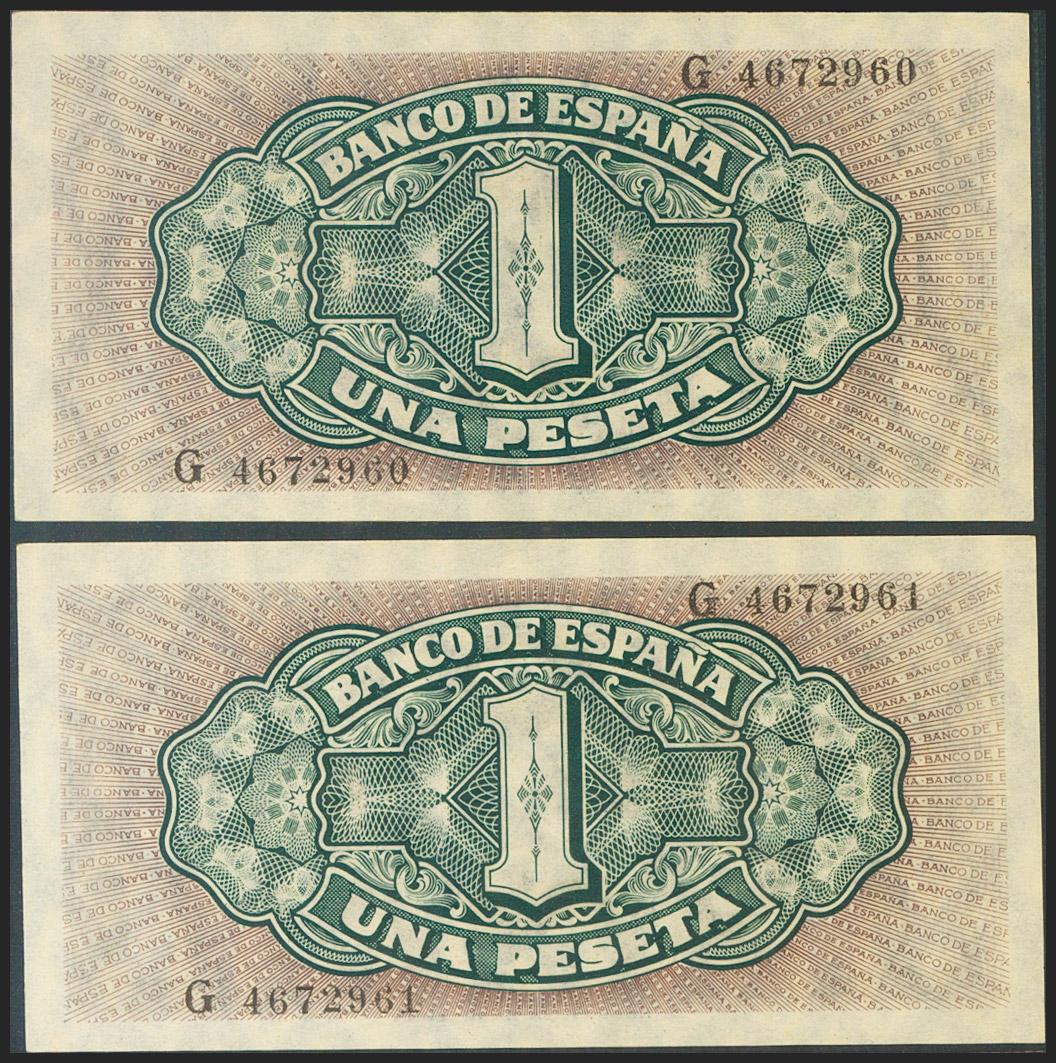 G 4672960
BANCO DE ESPAÑA
1
UNA PESETA
G 4672960
G 4672961
BANCO DE ESPAÑA
1
UNA PESETA
G 4672961